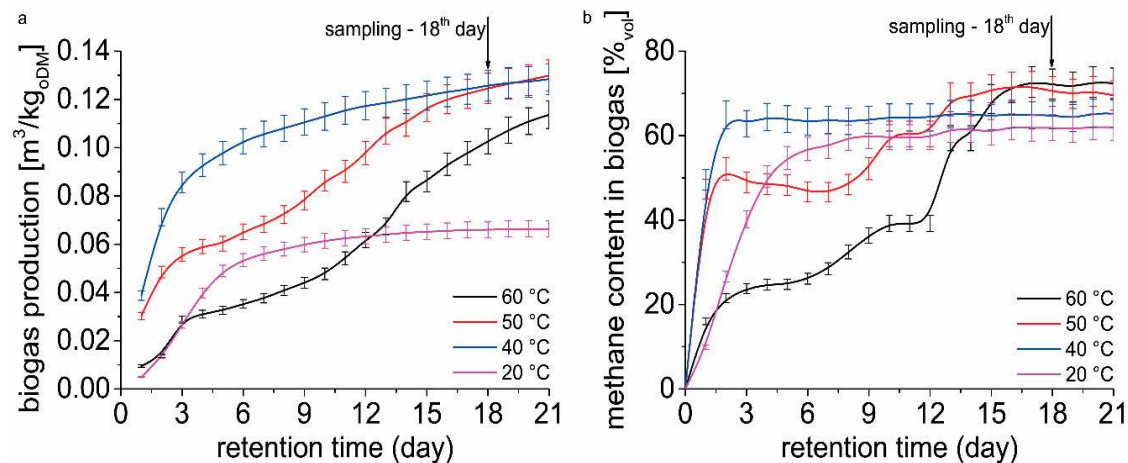 a
sampling - 18th day
biogas production [m3/kgoDM]
0.14
0.12
0.10
0.08
0.06
0.04
0.02
0.00
60 °C
50 °C
40 °C
20 °C
0 3 6 9 12 15 18 21
retention time (day)
b
sampling - 18th day
methane content in biogas [%vol]
80
60
40
20
0
60 °C
50 °C
40 °C
20 °C
0 3 6 9 12 15 18 21
retention time (day)